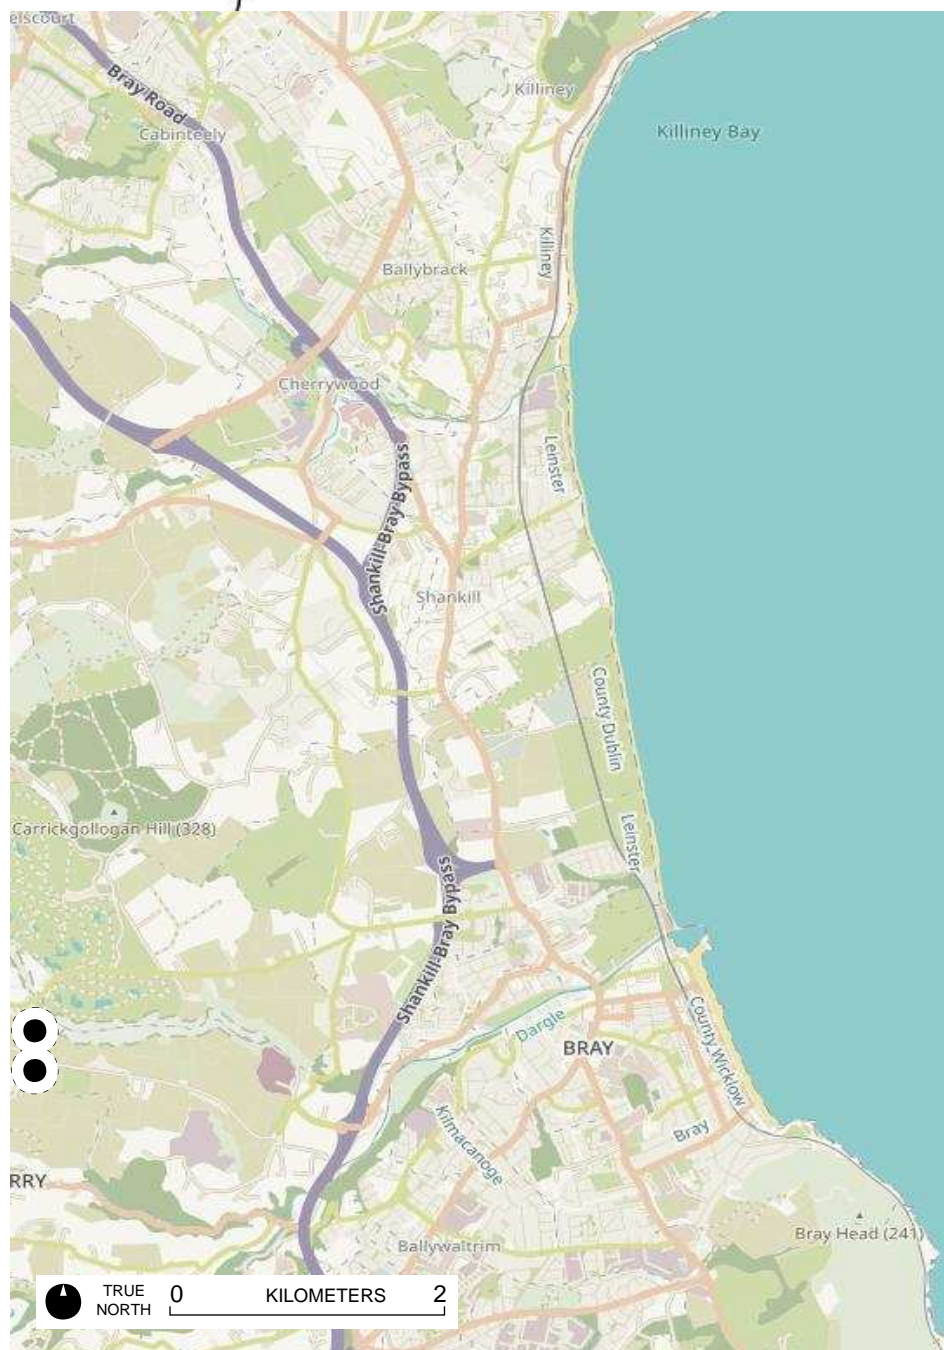 elscourt
Bray Road
Killiney
Killiney Bay
Cabinteely
Killiney
Ballybrack
Cherrywood
Leinster
Shankill-Bray Bypass
Shankill
County Dublin
Carrickgollogan Hill (328)
Leinster
Shankill-Bray Bypass
County Wicklow
Dargle
BRAY
Kilmacanoge
Bray
RRY
Bray Head (241)
Ballywaltrim
TRUE
NORTH
0 KILOMETERS 2